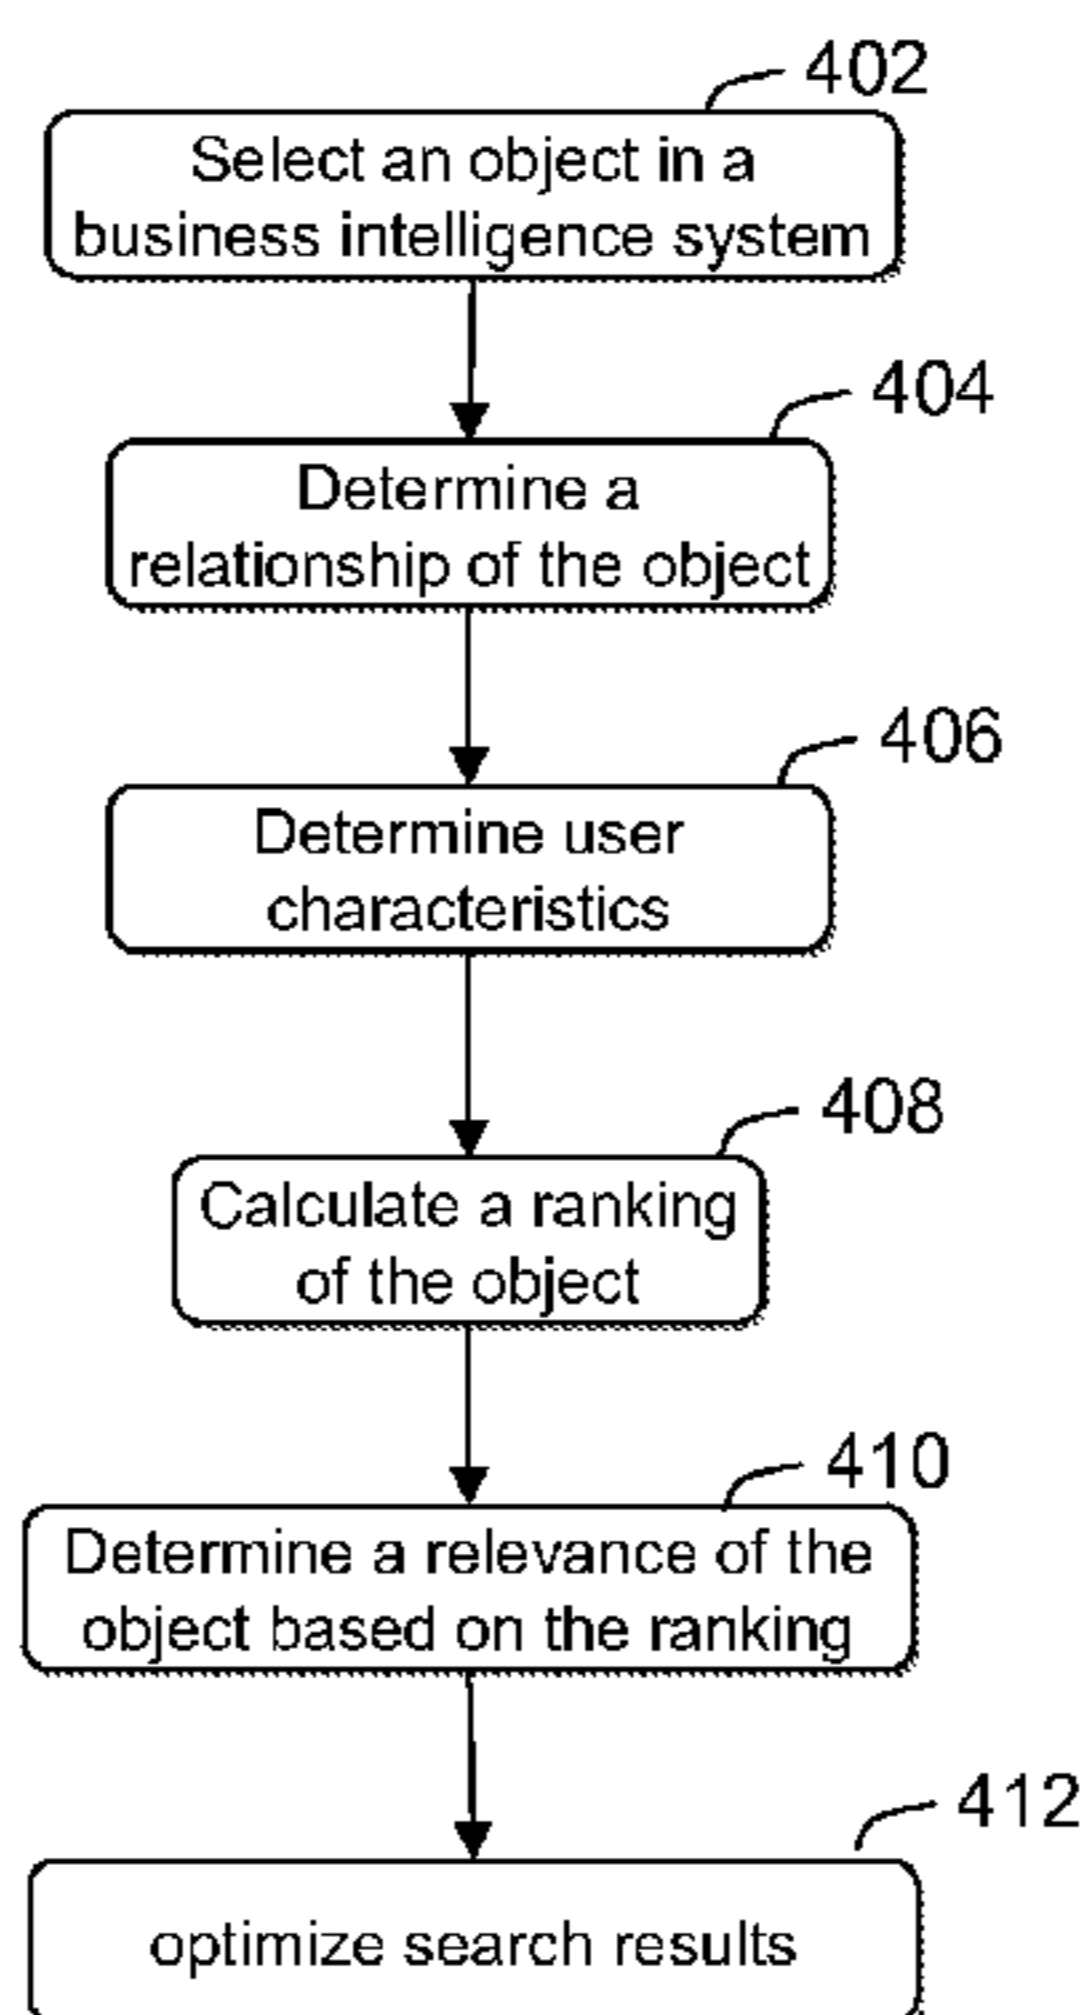 402
Select an object in a
business intelligence system
404
Determine a
relationship of the object
406
Determine user
characteristics
408
Calculate a ranking
of the object
410
Determine a relevance of the
object based on the ranking
412
optimize search results